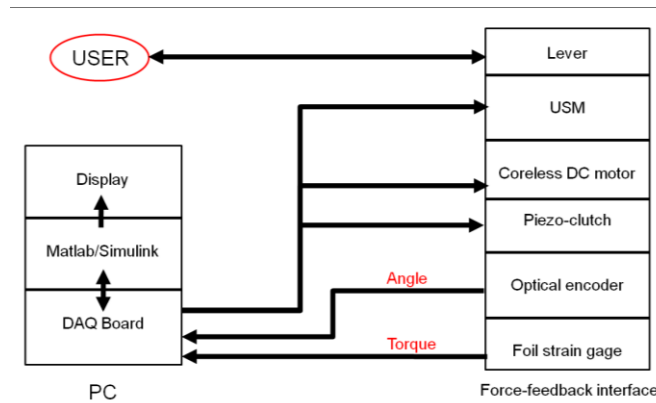 USER
Lever
USM
Display
Coreless DC motor
Piezo-clutch
Matlab/Simulink
Angle
Optical encoder
DAQ Board
Torque
Foil strain gage
PC
Force-feedback interface